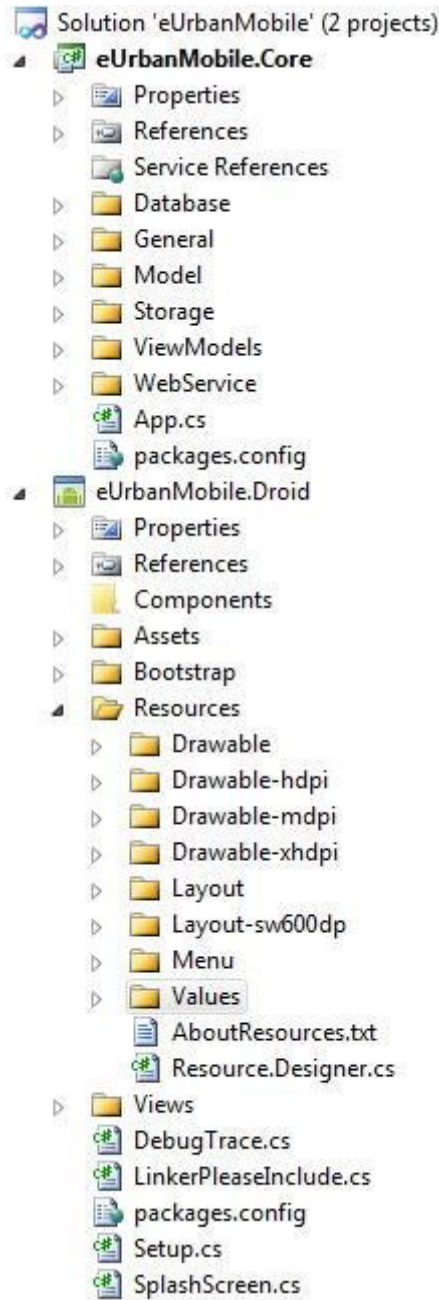 Solution 'eUrbanMobile' (2 projects)
eUrbanMobile.Core
Properties
References
Service References
Database
General
Model
Storage
ViewModels
WebService
App.cs
packages.config
eUrbanMobile.Droid
Properties
References
Components
Assets
Bootstrap
Resources
Drawable
Drawable-hdpi
Drawable-mdpi
Drawable-xhdpi
Layout
Layout-sw600dp
Menu
Values
AboutResources.txt
Resource.Designer.cs
Views
DebugTrace.cs
LinkerPleaseInclude.cs
packages.config
Setup.cs
SplashScreen.cs